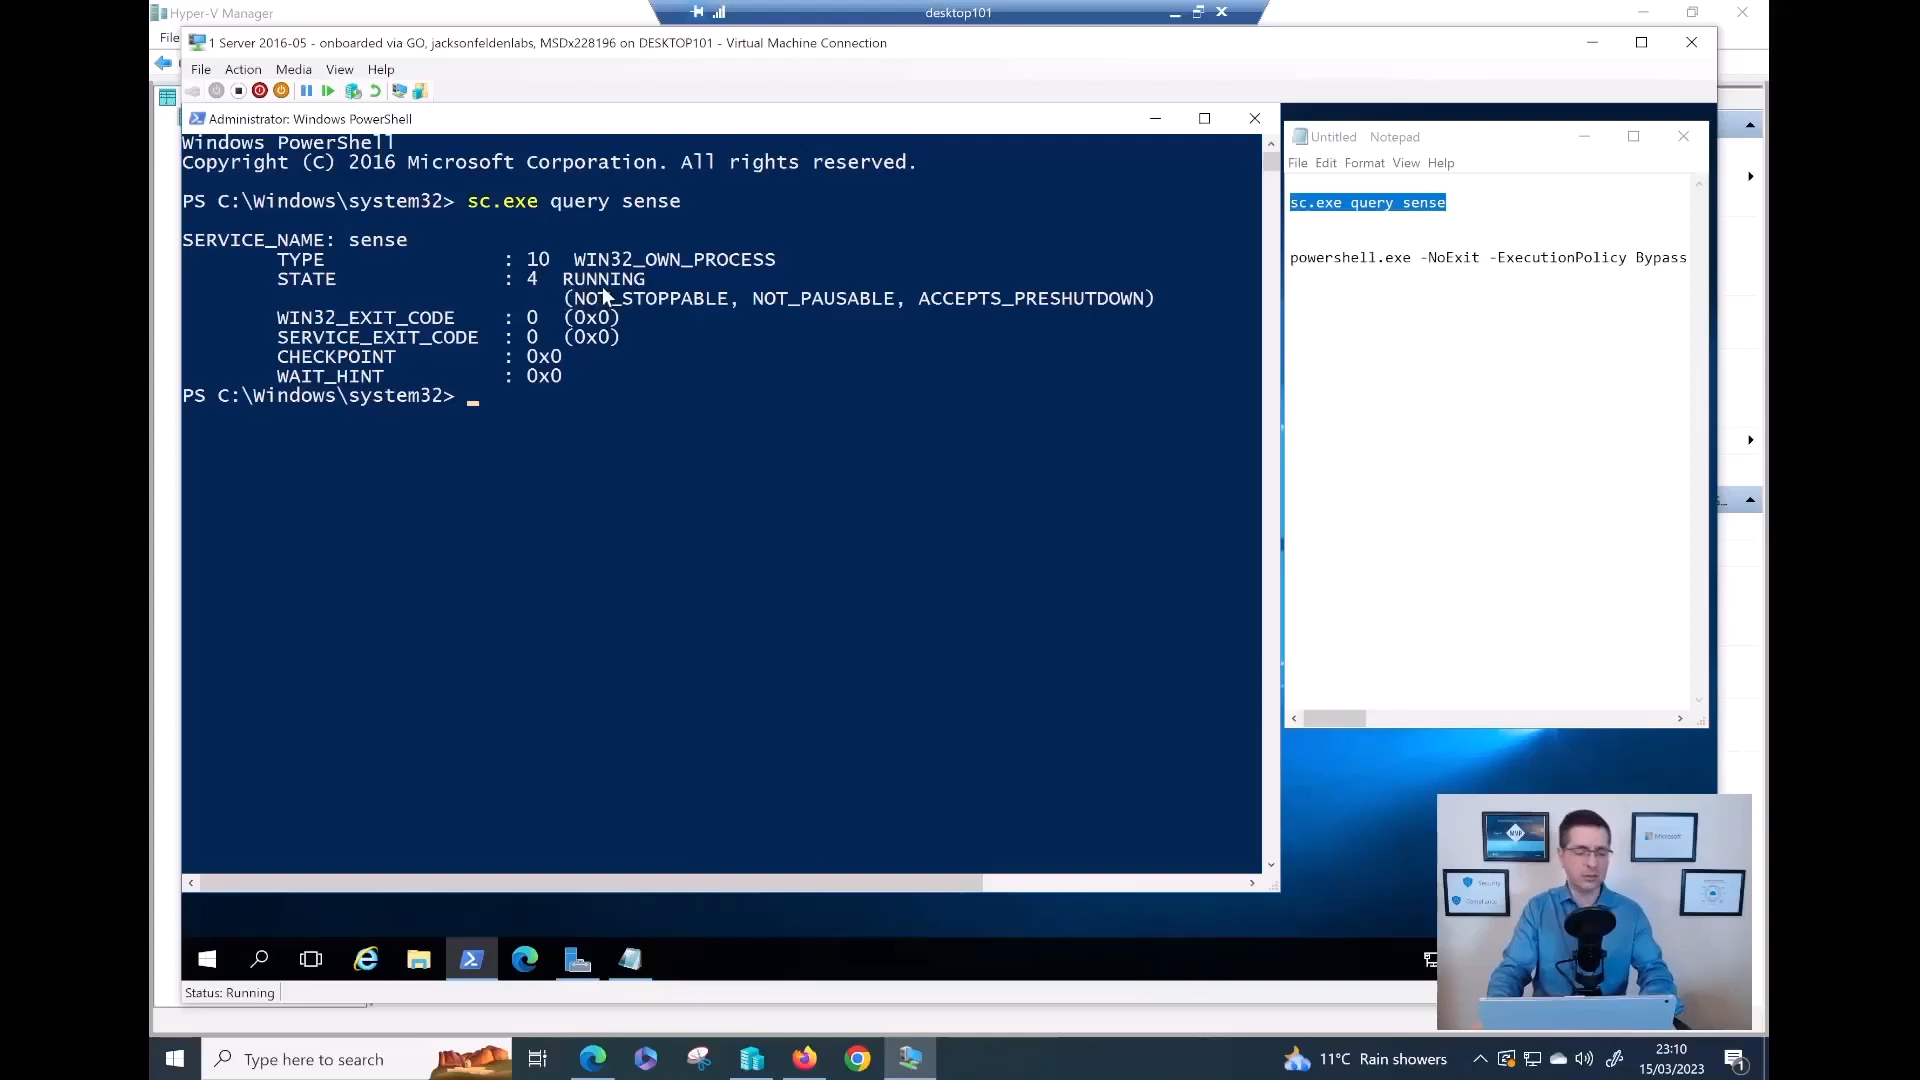 Hyper-V Manager
desktop101
File
1 Server 2016-05 - onboarded via GO, jacksonfeldenlabs, MSDx228196 on DESKTOP101 - Virtual Machine Connection
File Action Media View Help
Administrator: Windows PowerShell
Windows PowerShell
Copyright (C) 2016 Microsoft Corporation. All rights reserved.
PS C:\Windows\system32> sc.exe query sense
SERVICE_NAME: sense
TYPE : 10 WIN32_OWN_PROCESS
STATE : 4 RUNNING
(NOT_STOPPABLE, NOT_PAUSABLE, ACCEPTS_PRESHUTDOWN)
WIN32_EXIT_CODE : 0 (0x0)
SERVICE_EXIT_CODE : 0 (0x0)
CHECKPOINT : 0x0
WAIT_HINT : 0x0
PS C:\Windows\system32>
Untitled Notepad
File Edit Format View Help
sc.exe query sense
powershell.exe -NoExit -ExecutionPolicy Bypass
MVP
Microsoft
Security
Compliance
Status: Running
Type here to search
11°C Rain showers
23:10
15/03/2023
1